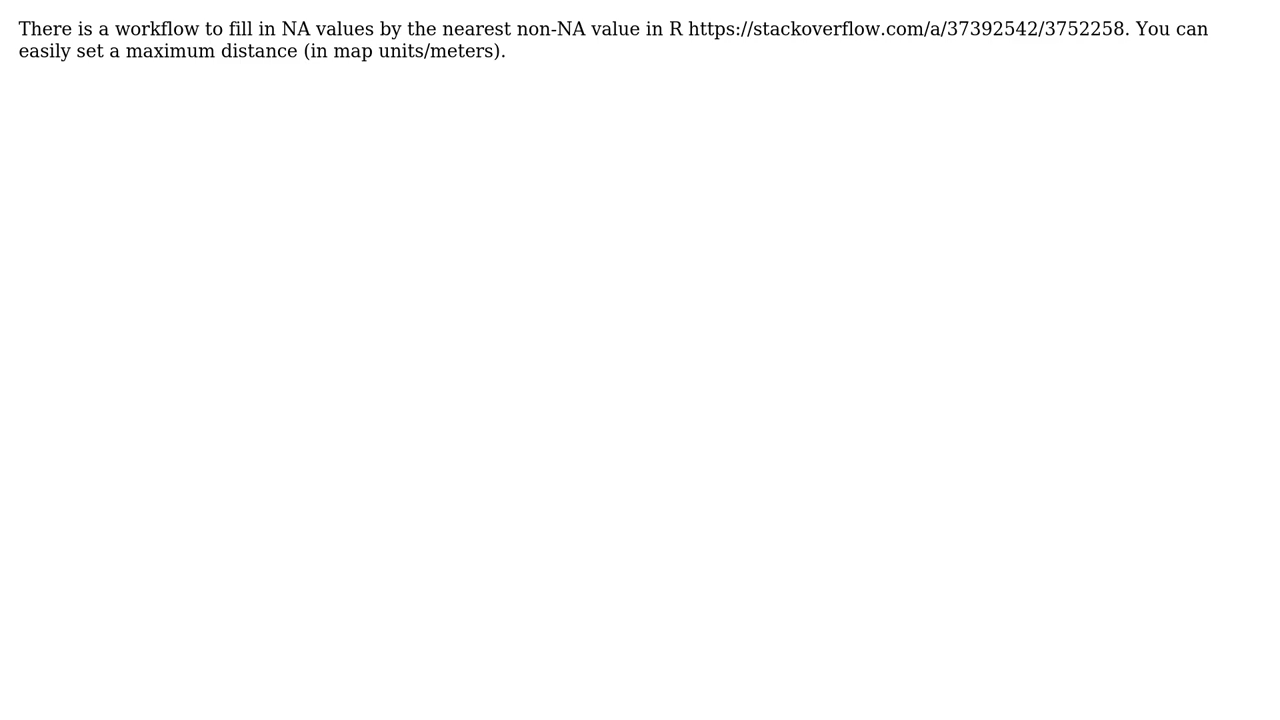 There is a workflow to fill in NA values by the nearest non-NA value in R https://stackoverflow.com/a/37392542/3752258. You can
easily set a maximum distance (in map units/meters).